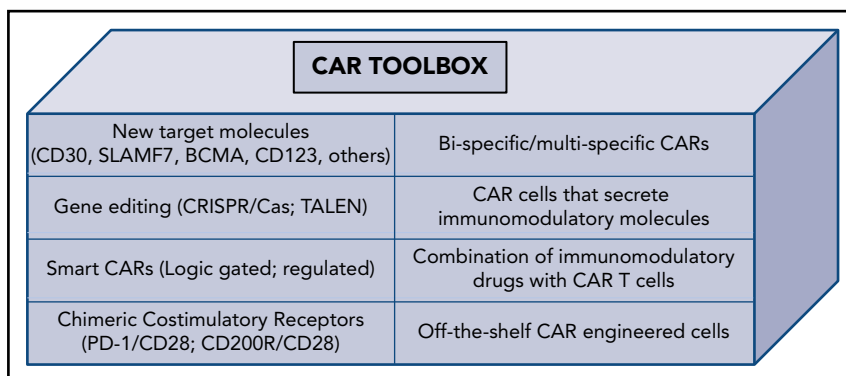 CAR TOOLBOX
New target molecules
(CD30, SLAMF7, BCMA, CD123, others)
Bi-specific/multi-specific CARs
Gene editing (CRISPR/Cas; TALEN)
CAR cells that secrete
immunomodulatory molecules
Smart CARs (Logic gated; regulated)
Combination of immunomodulatory
drugs with CAR T cells
Chimeric Costimulatory Receptors
(PD-1/CD28; CD200R/CD28)
Off-the-shelf CAR engineered cells